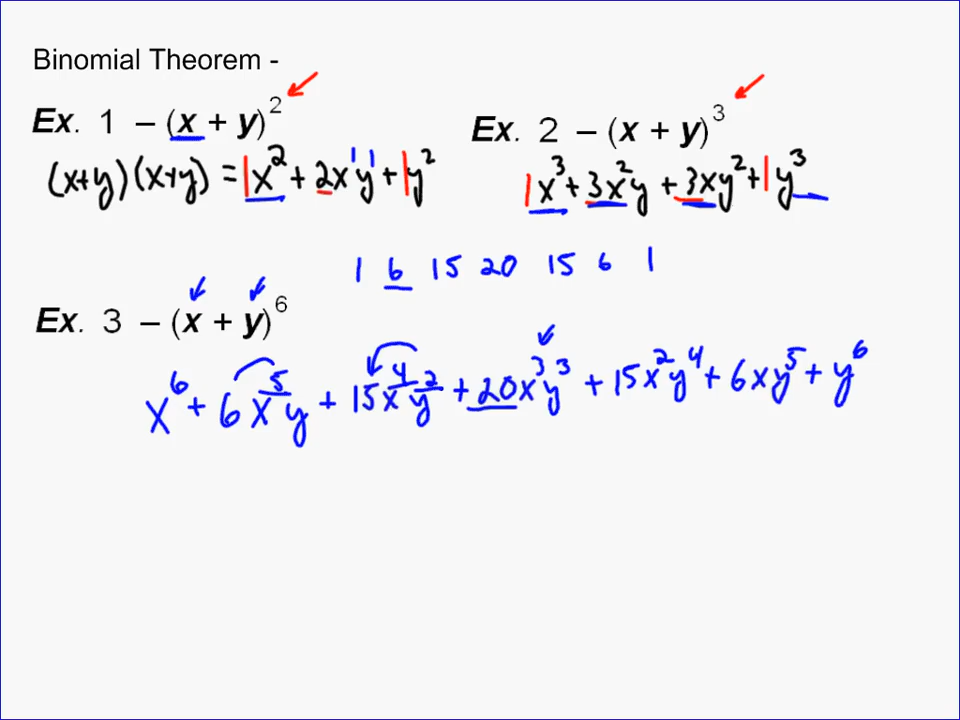 Binomial Theorem -
Ex. 1 – (x + y)²
(x+y)(x+y) = 1x² + 2x¹y¹ + 1y²
Ex. 2 – (x + y)³
1x³ + 3x²y + 3xy² + 1y³
1 6 15 20 15 6 1
Ex. 3 – (x + y)⁶
x⁶ + 6x⁵y + 15x⁴y² + 20x³y³ + 15x²y⁴ + 6xy⁵ + y⁶